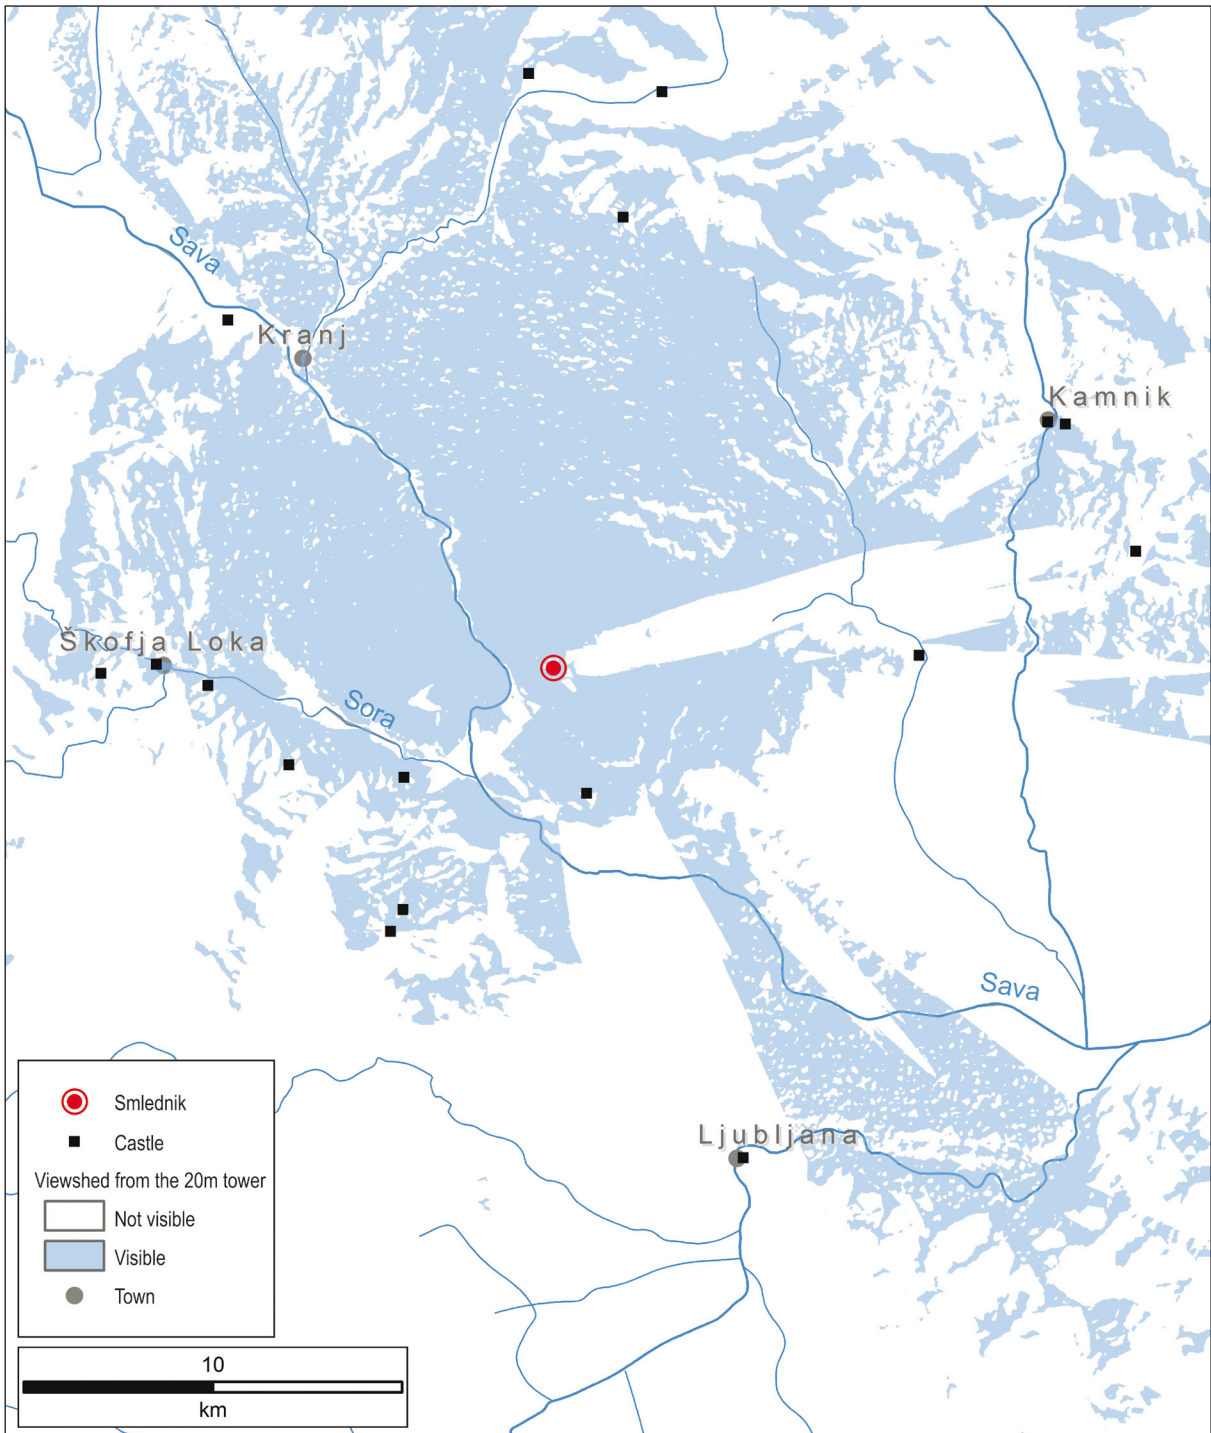 Sava
Kranj
Kamnik
Škofja Loka
Sora
Sava
Ljubljana
Smlednik
Castle
Viewshed from the 20m tower
Not visible
Visible
Town
10
km